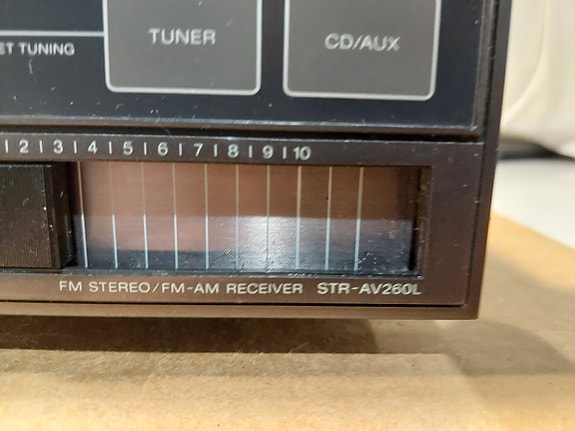 TUNER
CD/AUX
ET TUNING
2 3 4 5 6 7 8 9 10
FM STEREO/FM-AM RECEIVER STR-AV260L